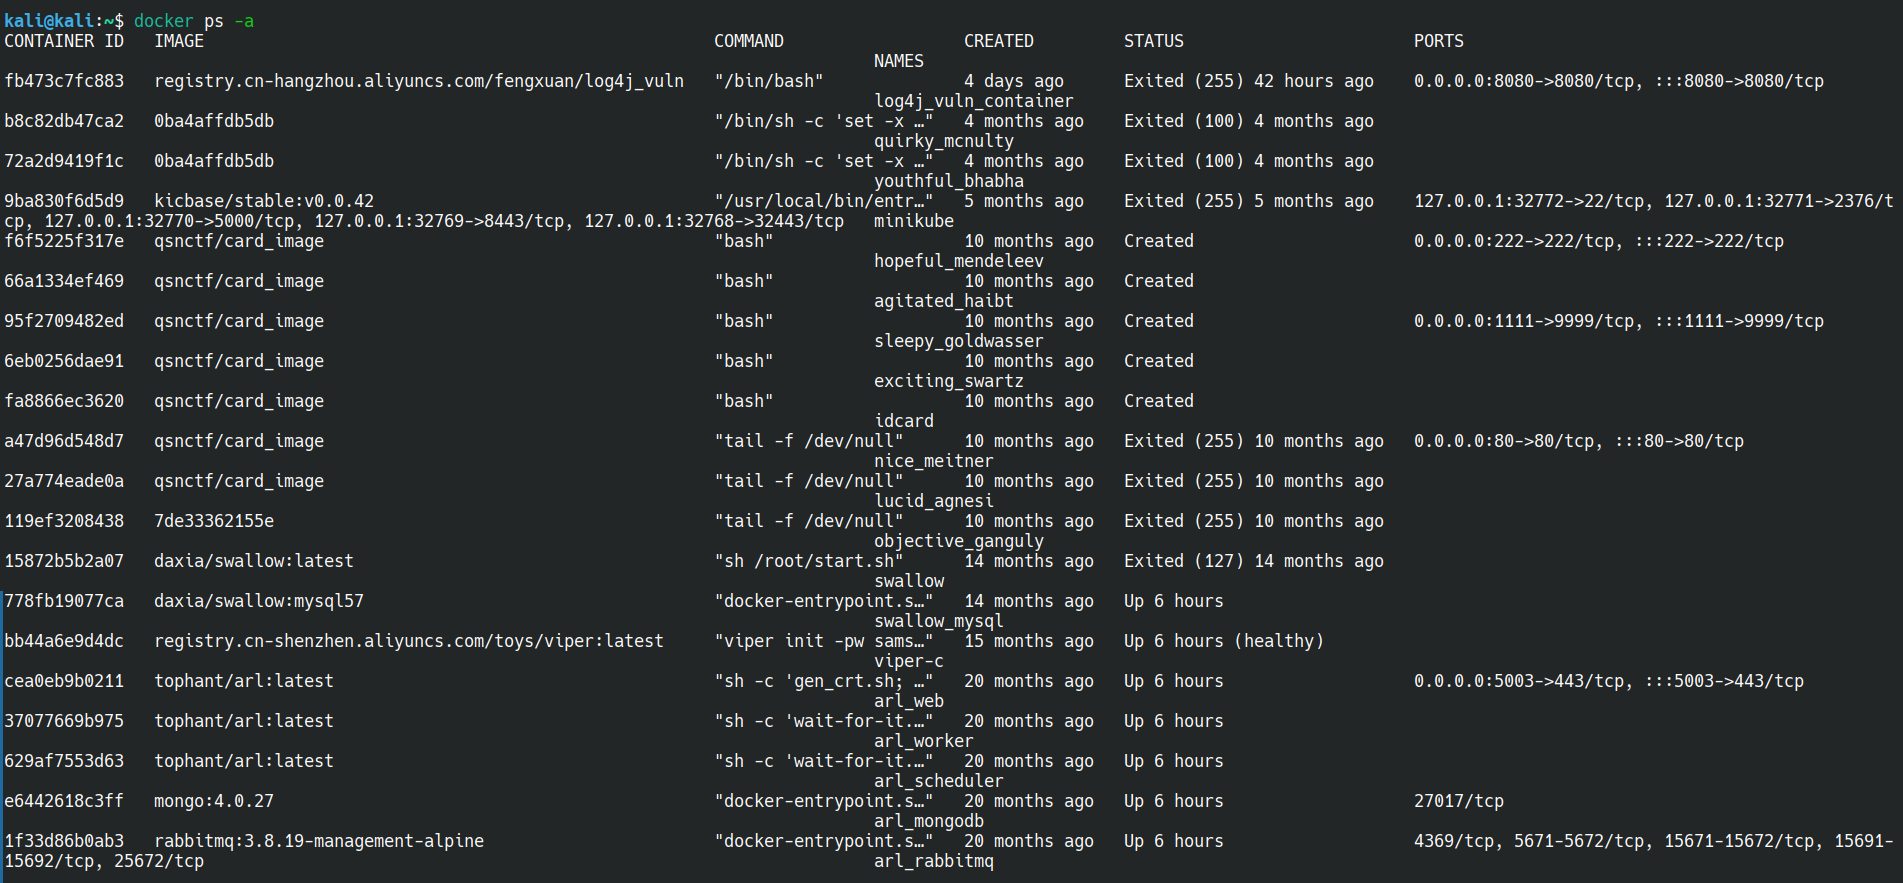 kali@kali:~$ docker ps -a
CONTAINER ID   IMAGE                                                   COMMAND                  CREATED         STATUS                       PORTS
                                                                                       NAMES
fb473c7fc883   registry.cn-hangzhou.aliyuncs.com/fengxuan/log4j_vuln   "/bin/bash"              4 days ago      Exited (255) 42 hours ago    0.0.0.0:8080->8080/tcp, :::8080->8080/tcp
                                                                                       log4j_vuln_container
b8c82db47ca2   0ba4affdb5db                                            "/bin/sh -c 'set -x …"   4 months ago    Exited (100) 4 months ago
                                                                                       quirky_mcnulty
72a2d9419f1c   0ba4affdb5db                                            "/bin/sh -c 'set -x …"   4 months ago    Exited (100) 4 months ago
                                                                                       youthful_bhabha
9ba830f6d5d9   kicbase/stable:v0.0.42                                  "/usr/local/bin/entr…"   5 months ago    Exited (255) 5 months ago    127.0.0.1:32772->22/tcp, 127.0.0.1:32771->2376/t
cp, 127.0.0.1:32770->5000/tcp, 127.0.0.1:32769->8443/tcp, 127.0.0.1:32768->32443/tcp   minikube
f6f5225f317e   qsnctf/card_image                                       "bash"                   10 months ago   Created                      0.0.0.0:222->222/tcp, :::222->222/tcp
                                                                                       hopeful_mendeleev
66a1334ef469   qsnctf/card_image                                       "bash"                   10 months ago   Created
                                                                                       agitated_haibt
95f2709482ed   qsnctf/card_image                                       "bash"                   10 months ago   Created                      0.0.0.0:1111->9999/tcp, :::1111->9999/tcp
                                                                                       sleepy_goldwasser
6eb0256dae91   qsnctf/card_image                                       "bash"                   10 months ago   Created
                                                                                       exciting_swartz
fa8866ec3620   qsnctf/card_image                                       "bash"                   10 months ago   Created
                                                                                       idcard
a47d96d548d7   qsnctf/card_image                                       "tail -f /dev/null"      10 months ago   Exited (255) 10 months ago   0.0.0.0:80->80/tcp, :::80->80/tcp
                                                                                       nice_meitner
27a774eade0a   qsnctf/card_image                                       "tail -f /dev/null"      10 months ago   Exited (255) 10 months ago
                                                                                       lucid_agnesi
119ef3208438   7de33362155e                                            "tail -f /dev/null"      10 months ago   Exited (255) 10 months ago
                                                                                       objective_ganguly
15872b5b2a07   daxia/swallow:latest                                    "sh /root/start.sh"      14 months ago   Exited (127) 14 months ago
                                                                                       swallow
778fb19077ca   daxia/swallow:mysql57                                   "docker-entrypoint.s…"   14 months ago   Up 6 hours
                                                                                       swallow_mysql
bb44a6e9d4dc   registry.cn-shenzhen.aliyuncs.com/toys/viper:latest     "viper init -pw sams…"   15 months ago   Up 6 hours (healthy)
                                                                                       viper-c
cea0eb9b0211   tophant/arl:latest                                      "sh -c 'gen_crt.sh; …"   20 months ago   Up 6 hours                   0.0.0.0:5003->443/tcp, :::5003->443/tcp
                                                                                       arl_web
37077669b975   tophant/arl:latest                                      "sh -c 'wait-for-it.…"   20 months ago   Up 6 hours
                                                                                       arl_worker
629af7553d63   tophant/arl:latest                                      "sh -c 'wait-for-it.…"   20 months ago   Up 6 hours
                                                                                       arl_scheduler
e6442618c3ff   mongo:4.0.27                                            "docker-entrypoint.s…"   20 months ago   Up 6 hours                   27017/tcp
                                                                                       arl_mongodb
1f33d86b0ab3   rabbitmq:3.8.19-management-alpine                       "docker-entrypoint.s…"   20 months ago   Up 6 hours                   4369/tcp, 5671-5672/tcp, 15671-15672/tcp, 15691-
15692/tcp, 25672/tcp                                                                   arl_rabbitmq